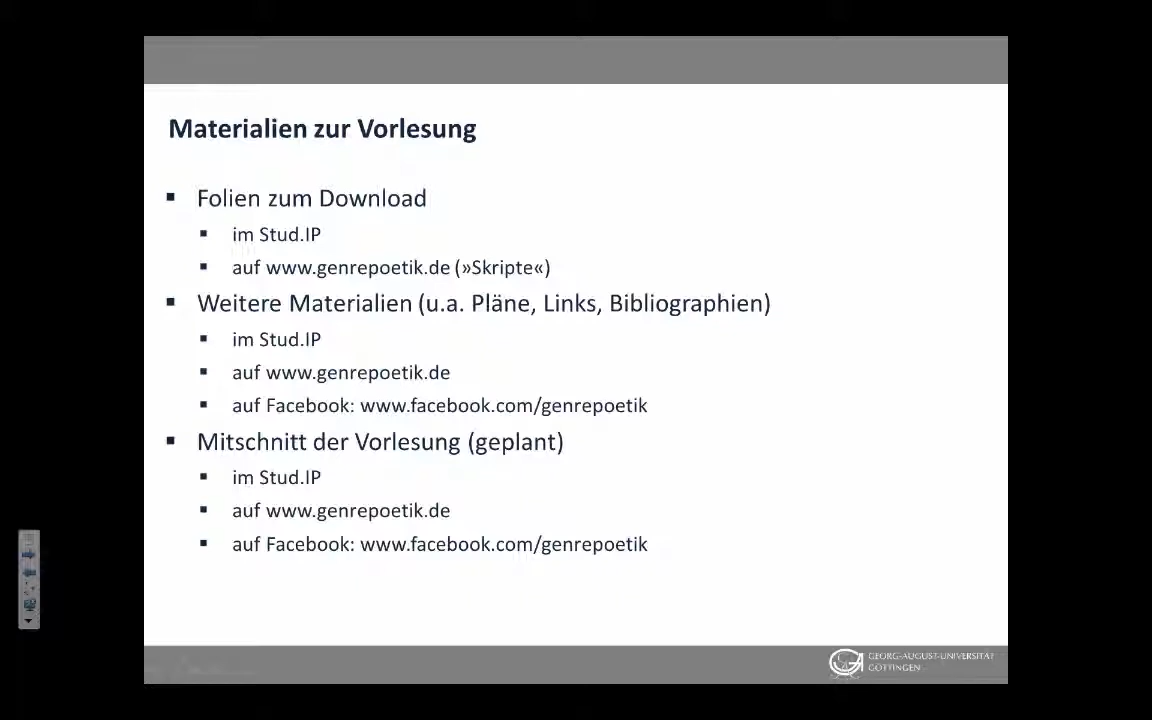 Materialien zur Vorlesung
Folien zum Download
im Stud.IP
auf www.genrepoetik.de (»Skripte«)
Weitere Materialien (u.a. Pläne, Links, Bibliographien)
im Stud.IP
auf www.genrepoetik.de
auf Facebook: www.facebook.com/genrepoetik
Mitschnitt der Vorlesung (geplant)
im Stud.IP
auf www.genrepoetik.de
auf Facebook: www.facebook.com/genrepoetik
GEORG-AUGUST-UNIVERSITÄT
GÖTTINGEN